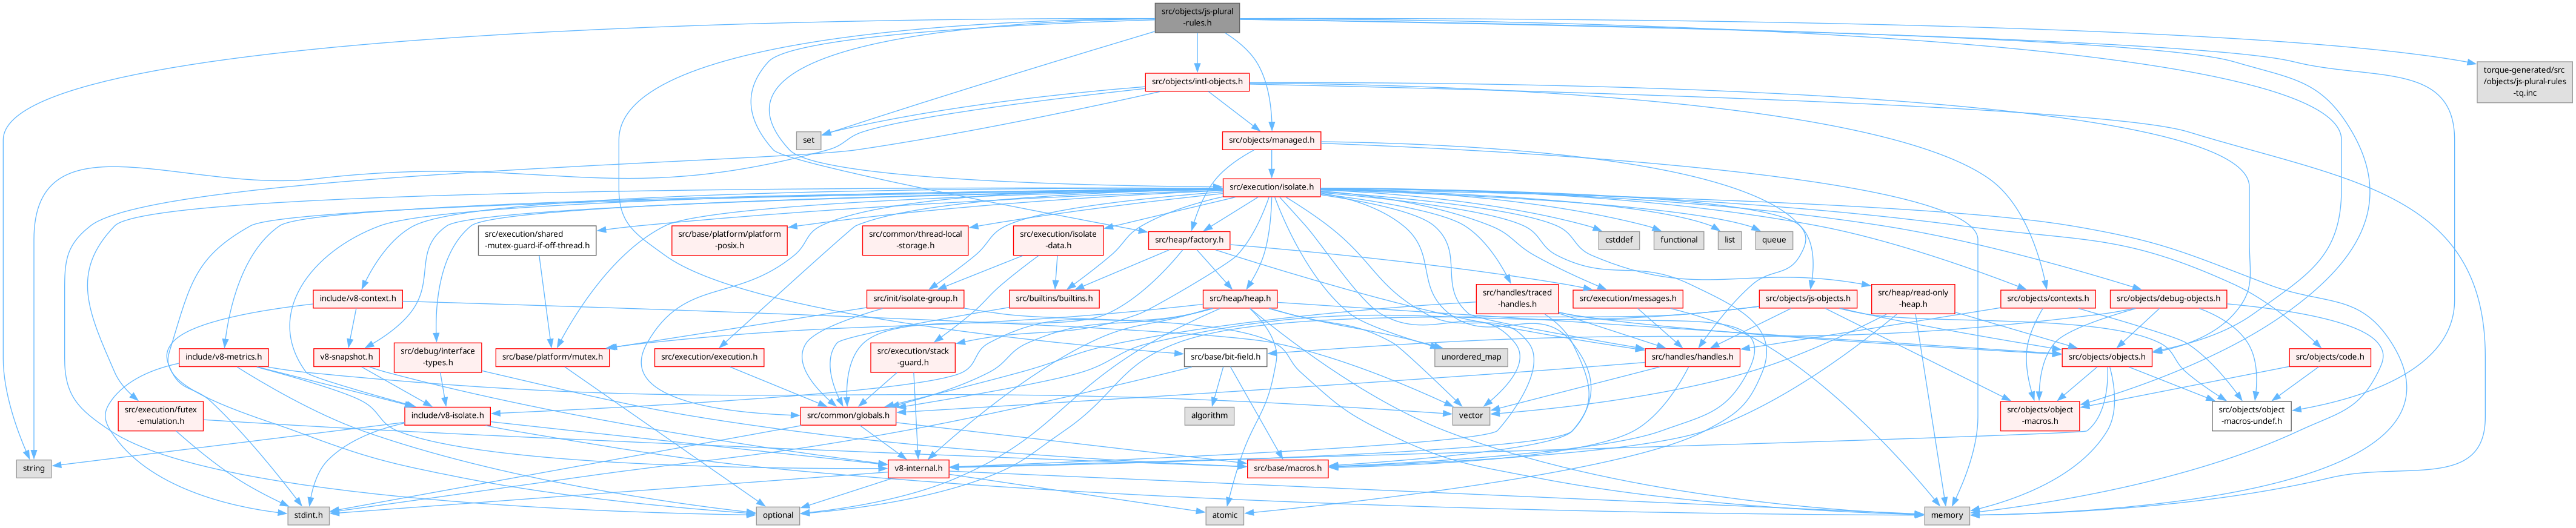 src/objects/js-plural
-rules.h
src/objects/intl-objects.h
torque-generated/src
/objects/js-plural-rules
-tq.inc
set
src/objects/managed.h
src/execution/isolate.h
src/execution/shared
-mutex-guard-if-off-thread.h
src/base/platform/platform
-posix.h
src/common/thread-local
-storage.h
src/execution/isolate
-data.h
src/heap/factory.h
cstddef
functional
list
queue
include/v8-context.h
src/init/isolate-group.h
src/builtins/builtins.h
src/heap/heap.h
src/handles/traced
-handles.h
src/execution/messages.h
src/objects/js-objects.h
src/heap/read-only
-heap.h
src/objects/contexts.h
src/objects/debug-objects.h
include/v8-metrics.h
v8-snapshot.h
src/debug/interface
-types.h
src/base/platform/mutex.h
src/execution/execution.h
src/execution/stack
-guard.h
src/base/bit-field.h
unordered_map
src/handles/handles.h
src/objects/objects.h
src/objects/code.h
src/execution/futex
-emulation.h
include/v8-isolate.h
src/common/globals.h
algorithm
vector
src/objects/object
-macros.h
src/objects/object
-macros-undef.h
string
v8-internal.h
src/base/macros.h
stdint.h
optional
atomic
memory